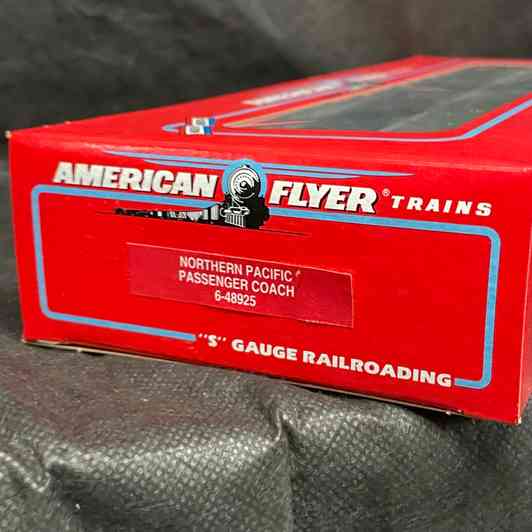 AMERICAN FLYER® TRAINS
NORTHERN PACIFIC
PASSENGER COACH
6-48925
"S" GAUGE RAILROADING